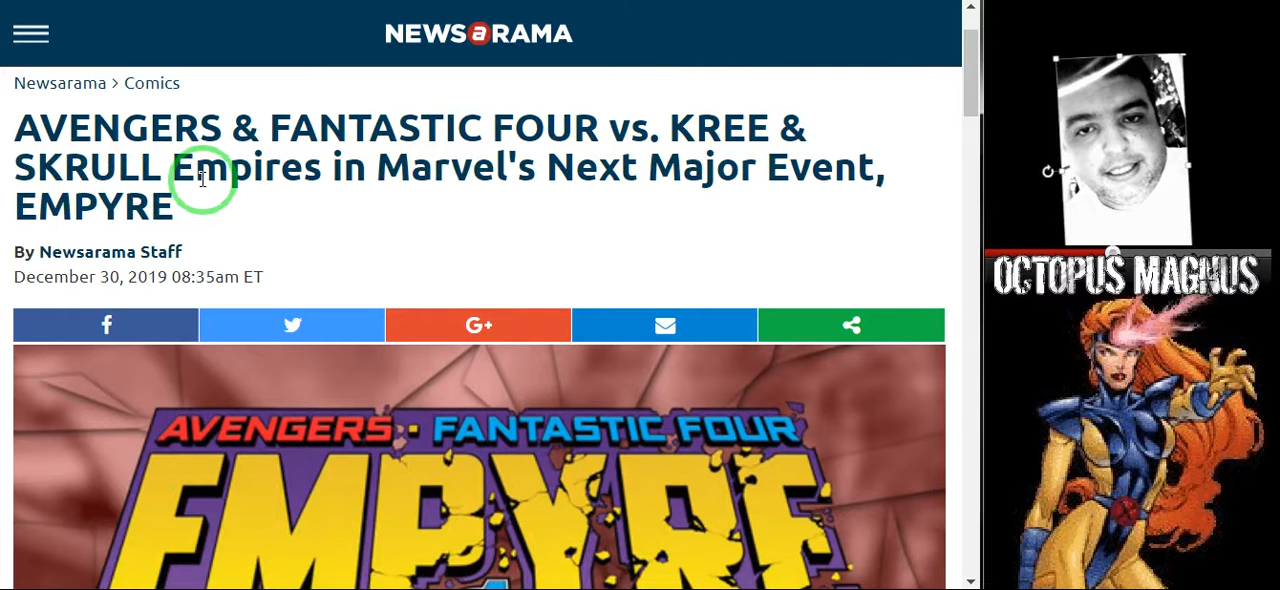 NEWSaRAMA
Newsarama > Comics
AVENGERS & FANTASTIC FOUR vs. KREE &
SKRULL Empires in Marvel's Next Major Event,
EMPYRE
By Newsarama Staff
December 30, 2019 08:35am ET
G+
AVENGERS · FANTASTIC FOUR
EMPYRE
OCTOPUS MAGNUS